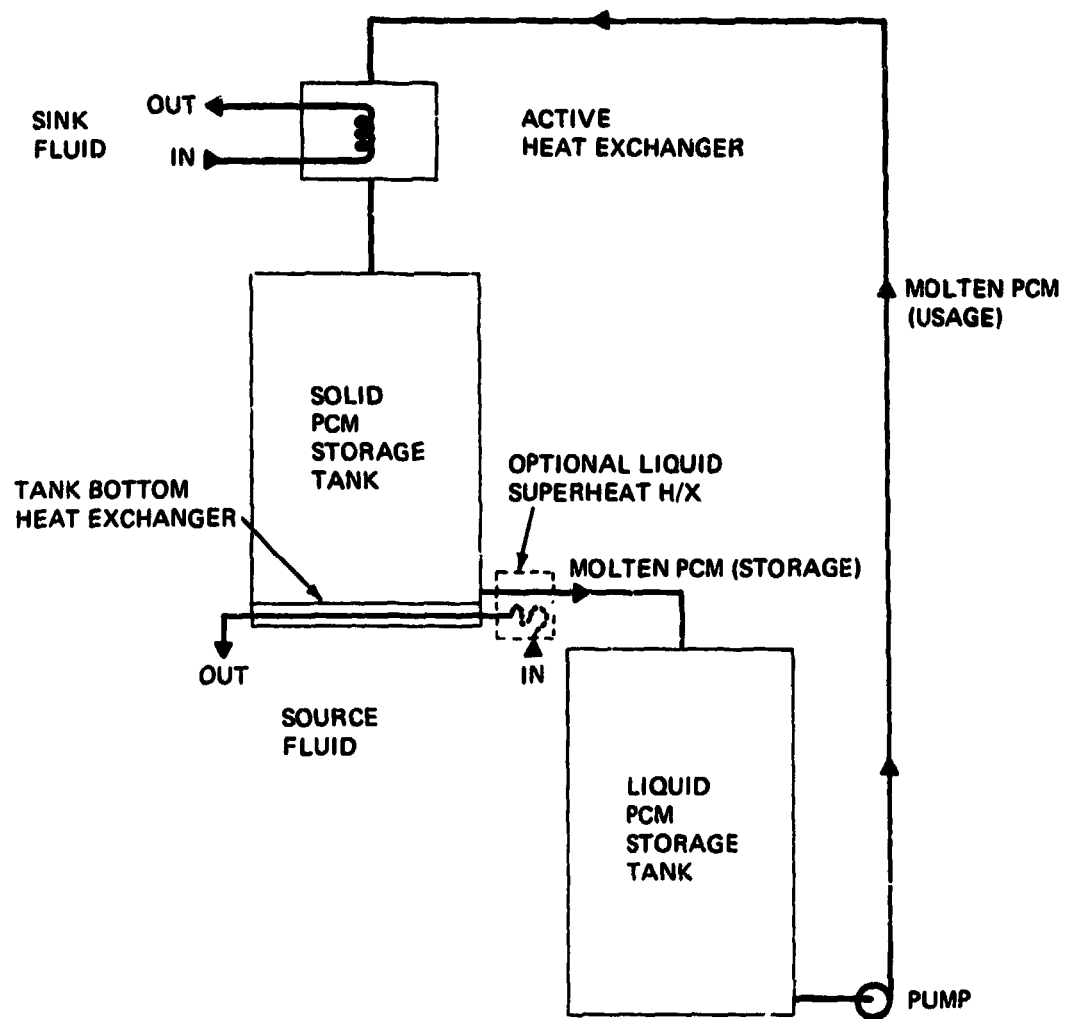 OUT
SINK
FLUID
IN
ACTIVE
HEAT EXCHANGER
MOLTEN PCM
(USAGE)
SOLID
PCM
STORAGE
TANK
OPTIONAL LIQUID
SUPERHEAT H/X
TANK BOTTOM
HEAT EXCHANGER
MOLTEN PCM (STORAGE)
OUT
IN
SOURCE
FLUID
LIQUID
PCM
STORAGE
TANK
PUMP